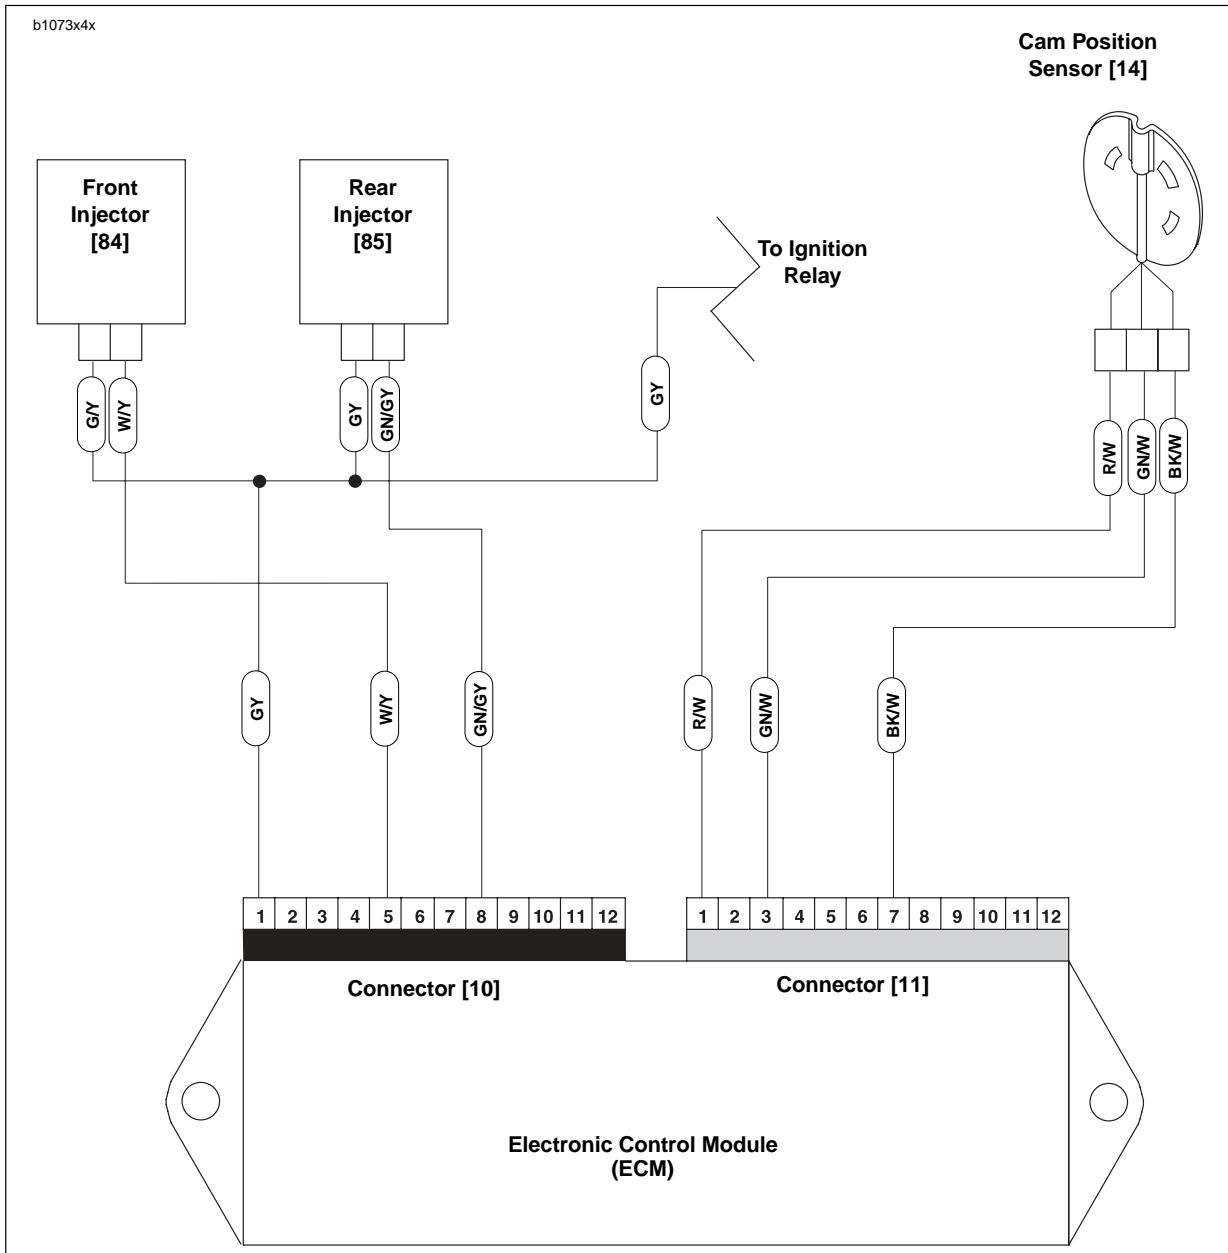 b1073x4x
Cam Position
Sensor [14]
Front
Injector
[84]
Rear
Injector
[85]
To Ignition
Relay
G/Y
W/Y
GY
GN/GY
GY
R/W
GN/W
BK/W
GY
W/Y
GN/GY
R/W
GN/W
BK/W
1 2 3 4 5 6 7 8 9 10 11 12
1 2 3 4 5 6 7 8 9 10 11 12
Connector [10]
Connector [11]
Electronic Control Module
(ECM)